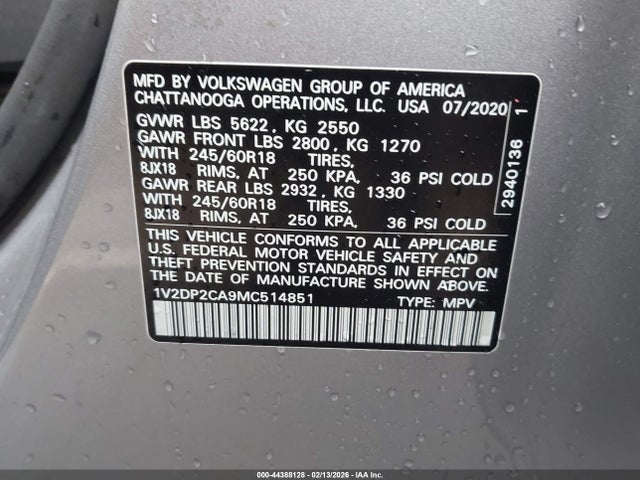 MFD BY VOLKSWAGEN GROUP OF AMERICA
CHATTANOOGA OPERATIONS, LLC. USA 07/2020
GVWR LBS 5622, KG 2550
GAWR FRONT LBS 2800, KG 1270
WITH 245/60R18 TIRES,
8JX18 RIMS, AT 250 KPA, 36 PSI COLD
GAWR REAR LBS 2932, KG 1330
WITH 245/60R18 TIRES,
8JX18 RIMS, AT 250 KPA, 36 PSI COLD
THIS VEHICLE CONFORMS TO ALL APPLICABLE
U.S. FEDERAL MOTOR VEHICLE SAFETY AND
THEFT PREVENTION STANDARDS IN EFFECT ON
THE DATE OF MANUFACTURE SHOWN ABOVE.
1V2DP2CA9MC514851 TYPE: MPV
2940136 1
000-44388128 - 02/13/2026 - IAA Inc.